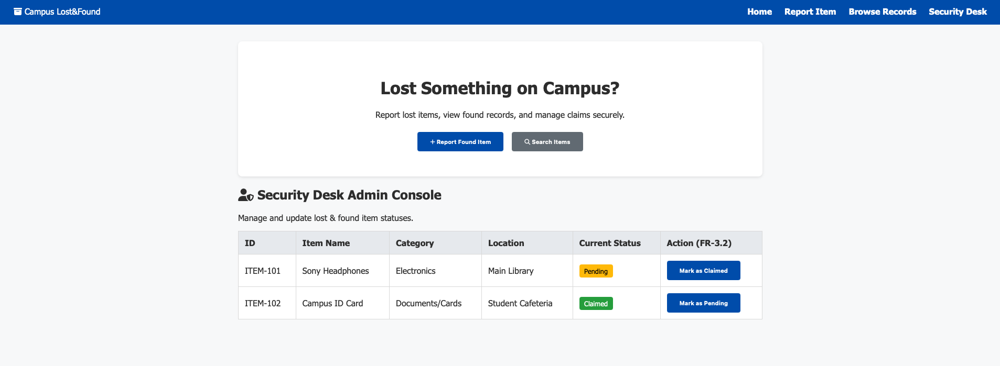 Campus Lost&Found
Home Report Item Browse Records Security Desk
Lost Something on Campus?
Report lost items, view found records, and manage claims securely.
+ Report Found Item
Search Items
Security Desk Admin Console
Manage and update lost & found item statuses.
ID Item Name Category Location Current Status Action (FR-3.2)
ITEM-101 Sony Headphones Electronics Main Library Pending Mark as Claimed
ITEM-102 Campus ID Card Documents/Cards Student Cafeteria Claimed Mark as Pending